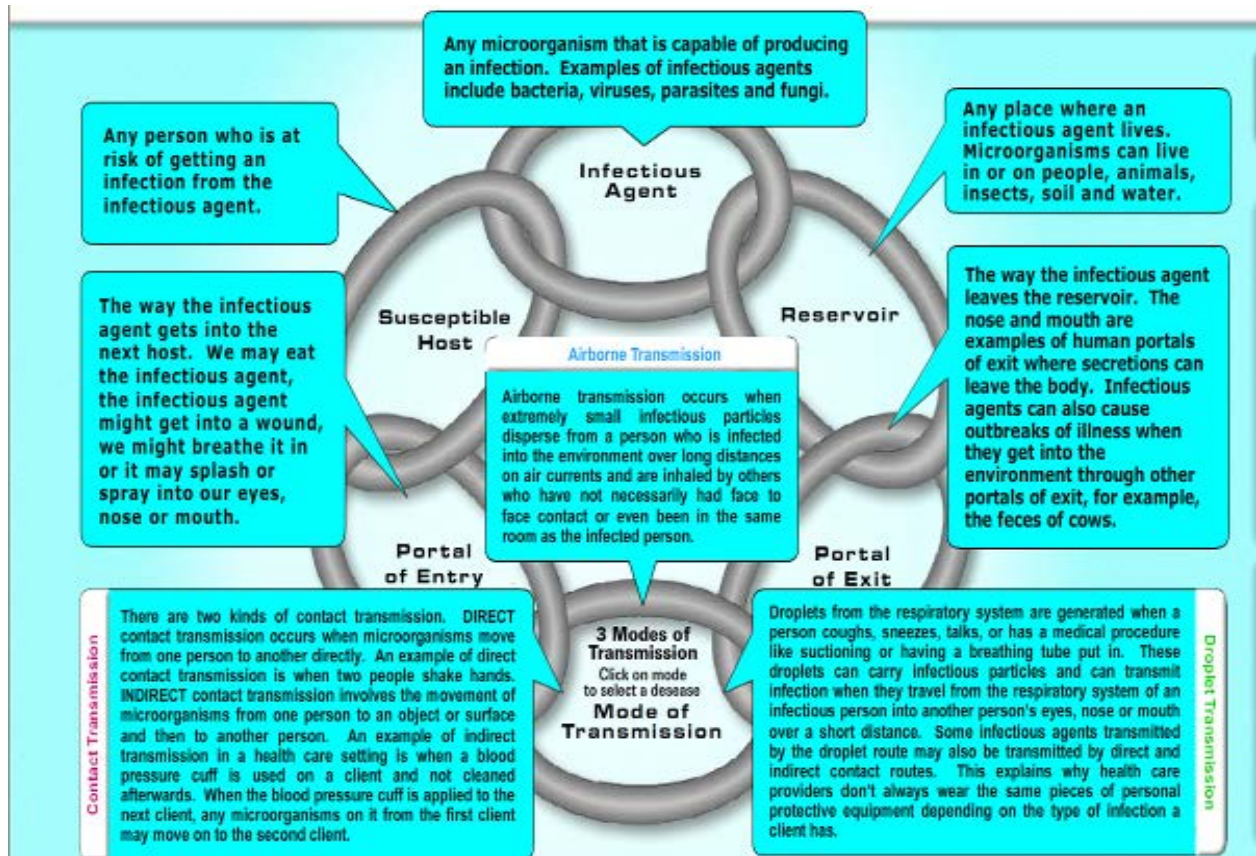 Any microorganism that is capable of producing
an infection. Examples of infectious agents
include bacteria, viruses, parasites and fungi.
Any person who is at
risk of getting an
infection from the
infectious agent.
Any place where an
infectious agent lives.
Microorganisms can live
in or on people, animals,
insects, soil and water.
Infectious
Agent
The way the infectious
agent gets into the
next host. We may eat
the infectious agent,
the infectious agent
might get into a wound,
we might breathe it in
or it may splash or
spray into our eyes,
nose or mouth.
Susceptible
Host
Reservoir
The way the infectious agent
leaves the reservoir. The
nose and mouth are
examples of human portals
of exit where secretions can
leave the body. Infectious
agents can also cause
outbreaks of illness when
they get into the
environment through other
portals of exit, for example,
the feces of cows.
Airborne Transmission
Airborne transmission occurs when
extremely small infectious particles
disperse from a person who is infected
into the environment over long distances
on air currents and are inhaled by others
who have not necessarily had face to
face contact or even been in the same
room as the infected person.
Portal
of Entry
Portal
of Exit
Contact Transmission
There are two kinds of contact transmission. DIRECT
contact transmission occurs when microorganisms move
from one person to another directly. An example of direct
contact transmission is when two people shake hands.
INDIRECT contact transmission involves the movement of
microorganisms from one person to an object or surface
and then to another person. An example of indirect
transmission in a health care setting is when a blood
pressure cuff is used on a client and not cleaned
afterwards. When the blood pressure cuff is applied to the
next client, any microorganisms on it from the first client
may move on to the second client.
3 Modes of
Transmission
Click on mode
to select a desease
Mode of
Transmission
Droplets from the respiratory system are generated when a
person coughs, sneezes, talks, or has a medical procedure
like suctioning or having a breathing tube put in. These
droplets can carry infectious particles and can transmit
infection when they travel from the respiratory system of an
infectious person into another person's eyes, nose or mouth
over a short distance. Some infectious agents transmitted
by the droplet route may also be transmitted by direct and
indirect contact routes. This explains why health care
providers don't always wear the same pieces of personal
protective equipment depending on the type of infection a
client has.
Droplet Transmission